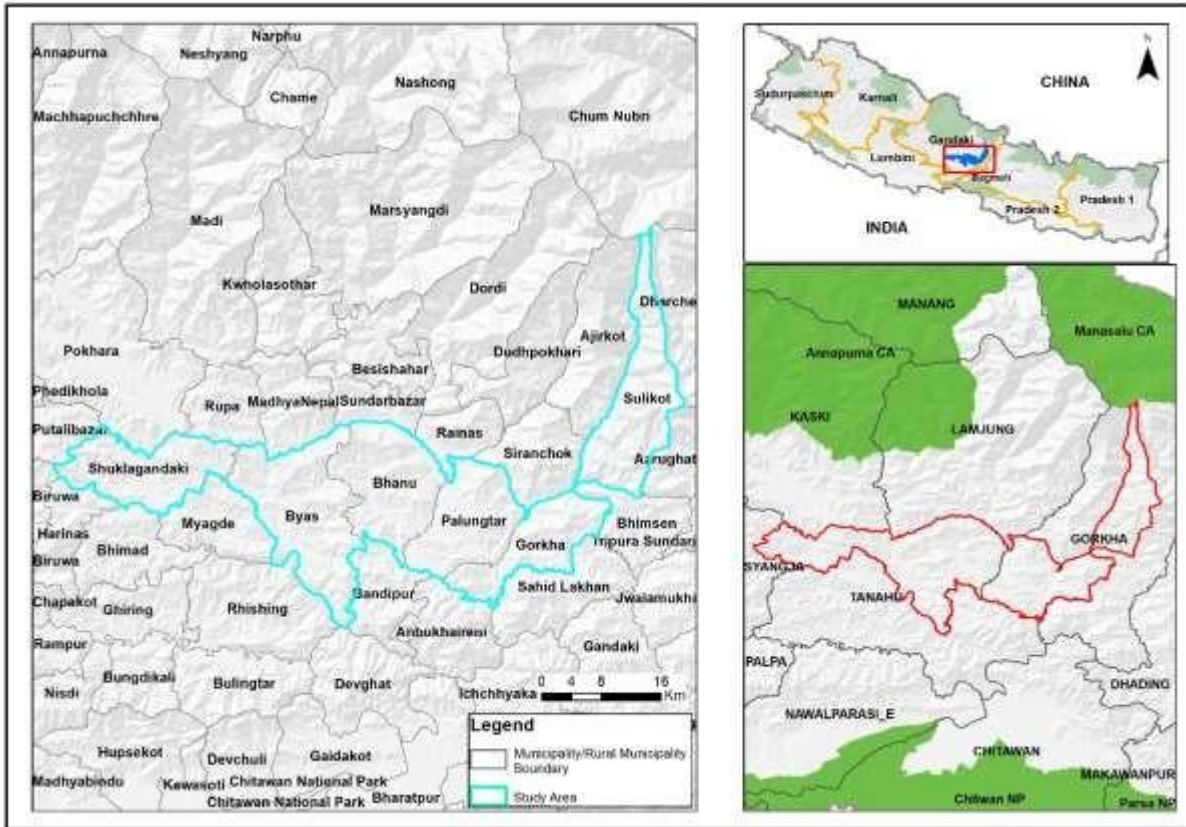 Narphu
Annapurna
Neshyang
Nashong
Chame
Machhapuchchhre
Chum Nubri
Madi
Marsyangdi
Kwholasothar
Dordi
Dharche
Ajirkot
Pokhara
Dudhpokhari
Besishahar
Phedikhola
Rupa
MadhyaNepal
Sundarbazar
Sulikot
Putalibazar
Rainas
Siranchok
Aarughat
Shuklagandaki
Bhanu
Biruwa
Palungtar
Myagde
Byas
Harinas
Gorkha
Bhimsen
Bhimad
Biruwa
Sahid Lakhan
Bandipur
Rhishing
Chapakot
Ghiring
Jwalamukhi
Anbukhaireni
Rampur
Gandaki
Bungdikali
Bulingtar
Devghat
Nisdi
Ichchhyaka
0 4 8 16
Km
Legend
Municipality/Rural Municipality
Boundary
Study Area
Hupsekot
Devchuli
Gaidakot
Madhyabindu
Kawasoti
Chitawan National Park
Chitawan National Park
Bharatpur
N
CHINA
Sudurpaschim
Karnali
Gandaki
Lumbini
Bagmati
Pradesh 1
Pradesh 2
INDIA
MANANG
Manasalu CA
Annapurna CA
KASKI
LAMJUNG
GORKHA
SYANGJA
TANAHU
PALPA
DHADING
NAWALPARASI_E
CHITAWAN
MAKAWANPUR
Chitwan NP
Parsa NP